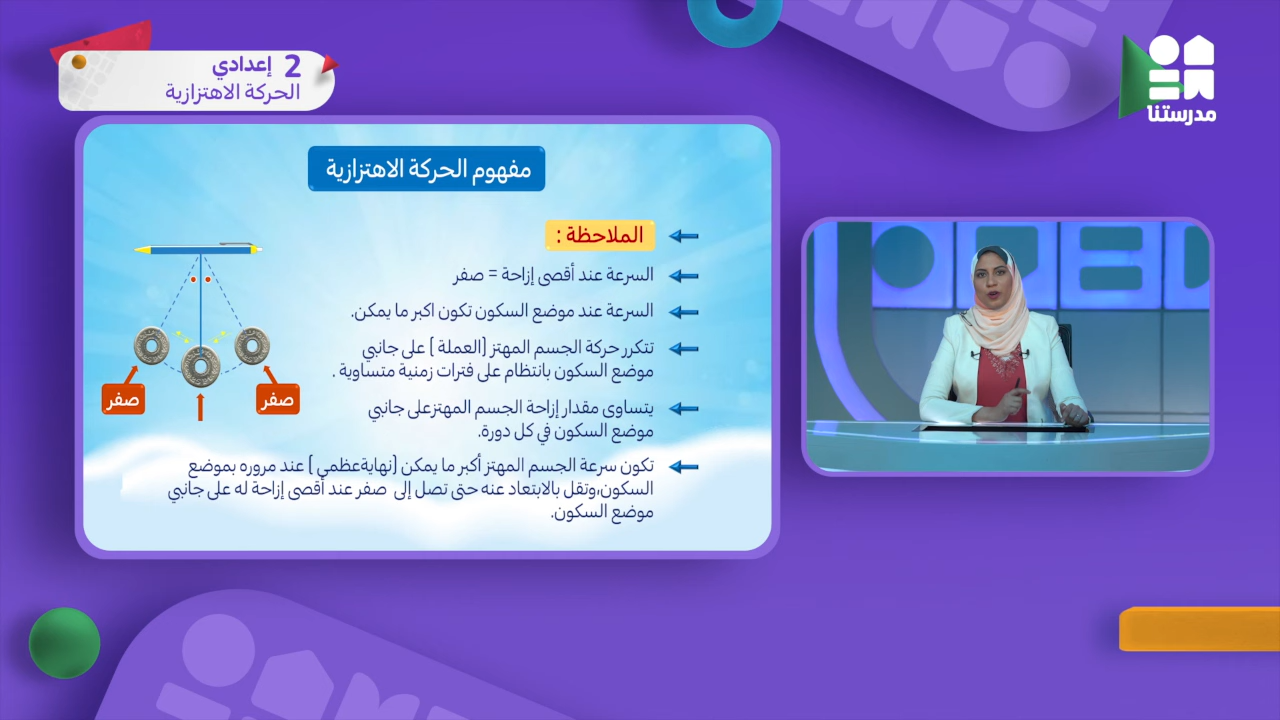 2 إعدادي
الحركة الاهتزازية
مدرستنا
مفهوم الحركة الاهتزازية
الملاحظة :
السرعة عند أقصى إزاحة = صفر
السرعة عند موضع السكون تكون اكبر ما يمكن.
تتكرر حركة الجسم المهتز (العملة ) على جانبي
موضع السكون بانتظام على فترات زمنية متساوية .
يتساوى مقدار إزاحة الجسم المهتزعلى جانبي
موضع السكون في كل دورة.
تكون سرعة الجسم المهتز أكبر ما يمكن (نهايةعظمي ) عند مروره بموضع
السكون،وتقل بالابتعاد عنه حتى تصل إلى صفر عند أقصى إزاحة له على جانبي
موضع السكون.
صفر
صفر